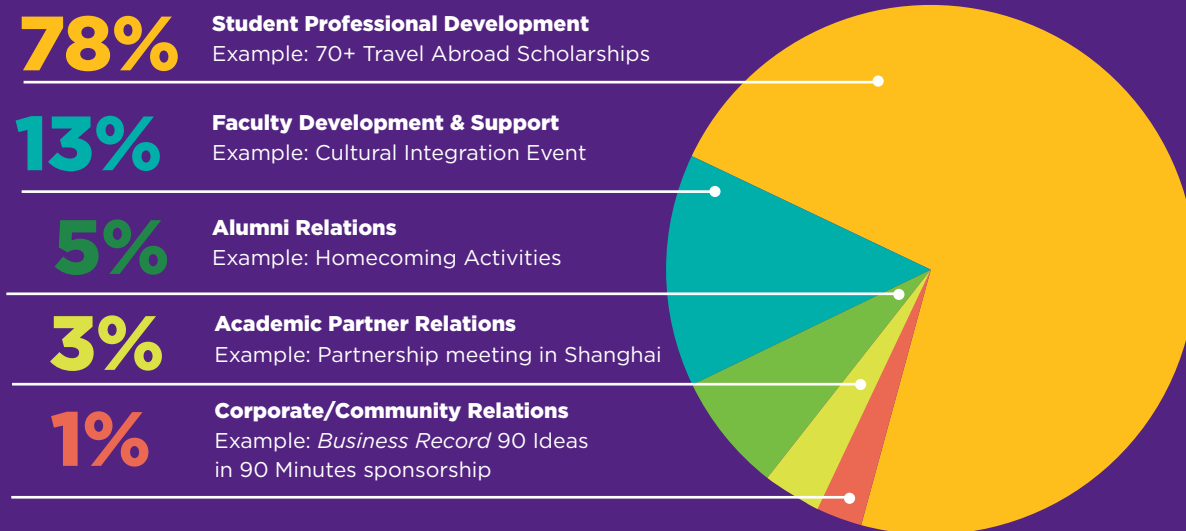 78%
Student Professional Development
Example: 70+ Travel Abroad Scholarships
13%
Faculty Development & Support
Example: Cultural Integration Event
5%
Alumni Relations
Example: Homecoming Activities
3%
Academic Partner Relations
Example: Partnership meeting in Shanghai
1%
Corporate/Community Relations
Example: Business Record 90 Ideas
in 90 Minutes sponsorship